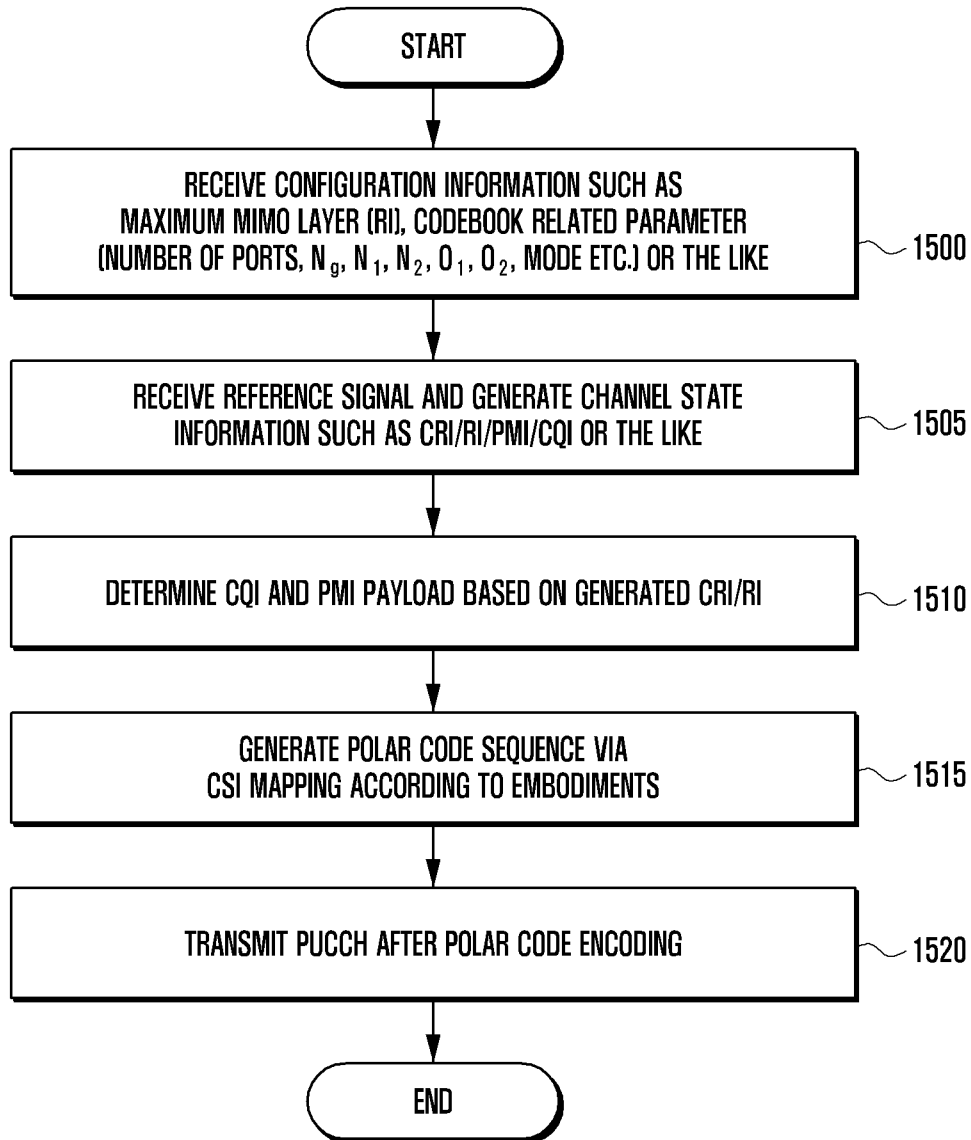 START
RECEIVE CONFIGURATION INFORMATION SUCH AS
MAXIMUM MIMO LAYER (RI), CODEBOOK RELATED PARAMETER
(NUMBER OF PORTS, Ng, N1, N2, O1, O2, MODE ETC.) OR THE LIKE
1500
RECEIVE REFERENCE SIGNAL AND GENERATE CHANNEL STATE
INFORMATION SUCH AS CRI/RI/PMI/CQI OR THE LIKE
1505
DETERMINE CQI AND PMI PAYLOAD BASED ON GENERATED CRI/RI
1510
GENERATE POLAR CODE SEQUENCE VIA
CSI MAPPING ACCORDING TO EMBODIMENTS
1515
TRANSMIT PUCCH AFTER POLAR CODE ENCODING
1520
END